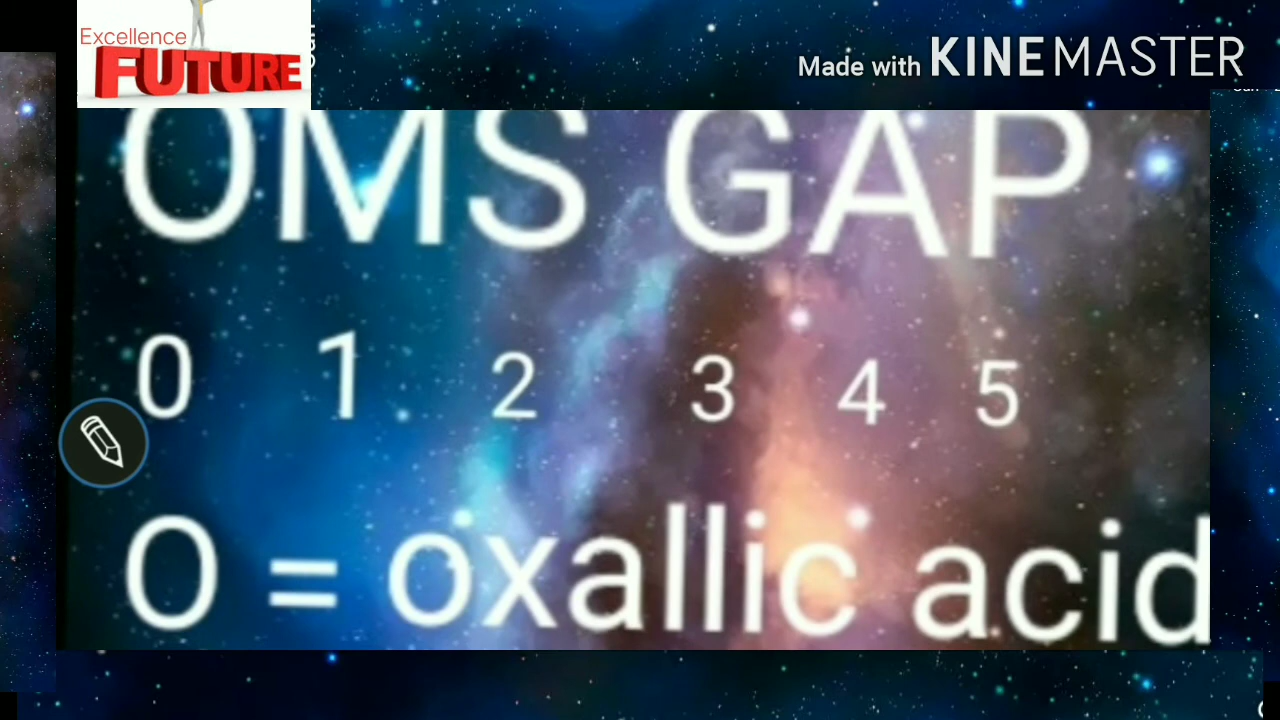 Excellence
FUTURE
Made with KINEMASTER
OMS GAP
0 1 2 3 4 5
O = oxallic acid